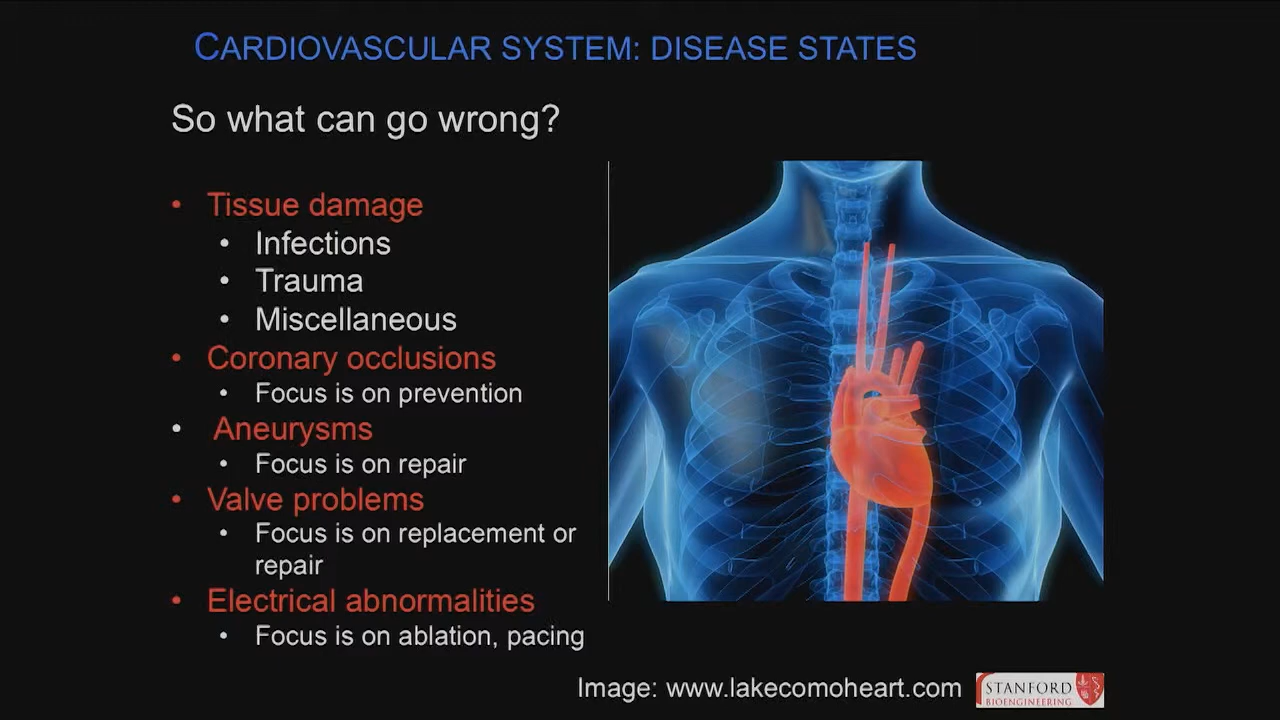 CARDIOVASCULAR SYSTEM: DISEASE STATES
So what can go wrong?
• Tissue damage
• Infections
• Trauma
• Miscellaneous
• Coronary occlusions
• Focus is on prevention
• Aneurysms
• Focus is on repair
• Valve problems
• Focus is on replacement or
repair
• Electrical abnormalities
• Focus is on ablation, pacing
Image: www.lakecomoheart.com
STANFORD
BIOENGINEERING